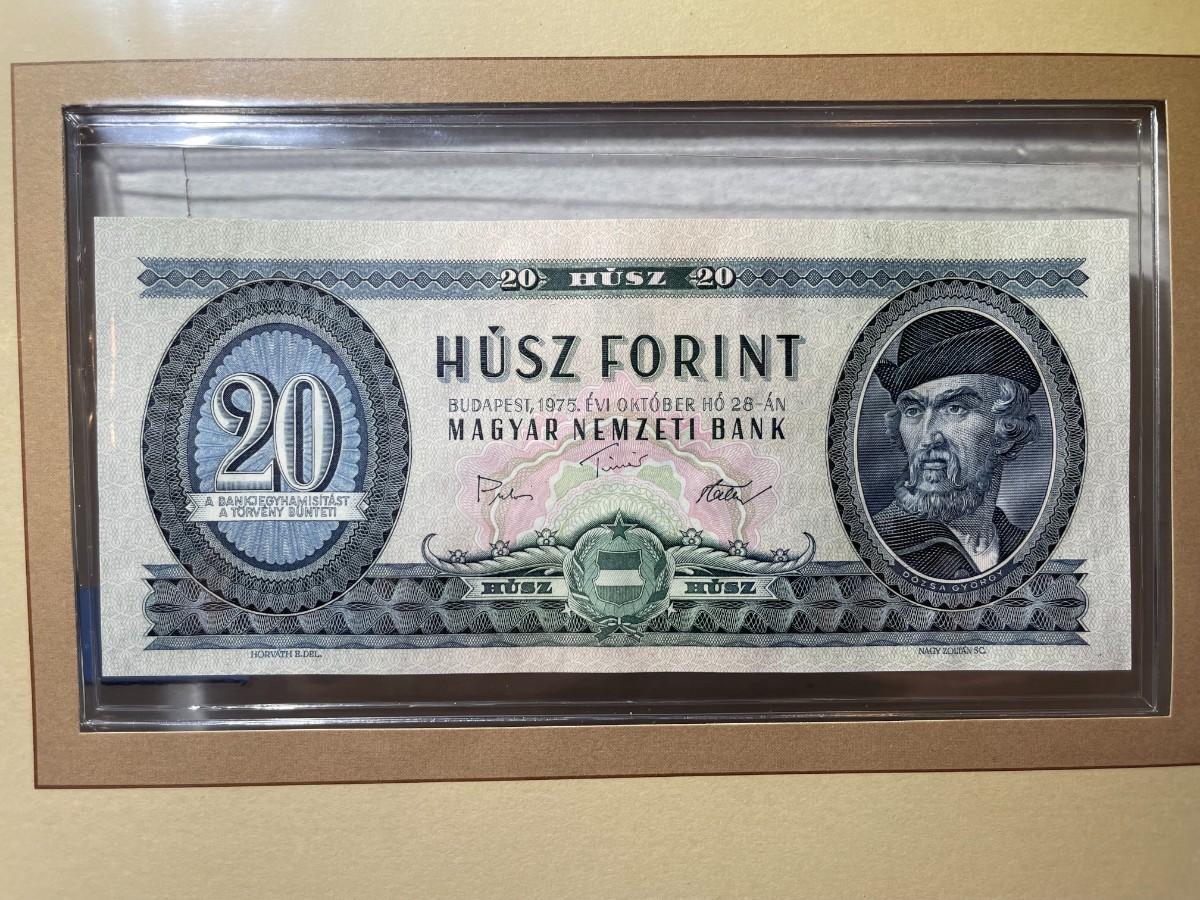 20 HÚSZ 20
HÚSZ FORINT
BUDAPEST, 1975. ÉVI OKTÓBER HÓ 28-ÁN
MAGYAR NEMZETI BANK
20
A BANKJEGYHAMISÍTÁST
A TÖRVÉNY BÜNTETI
HÚSZ HÚSZ
DÓZSA GYÖRGY
HORVÁTH E. DEL.
NAGY ZOLTÁN SC.